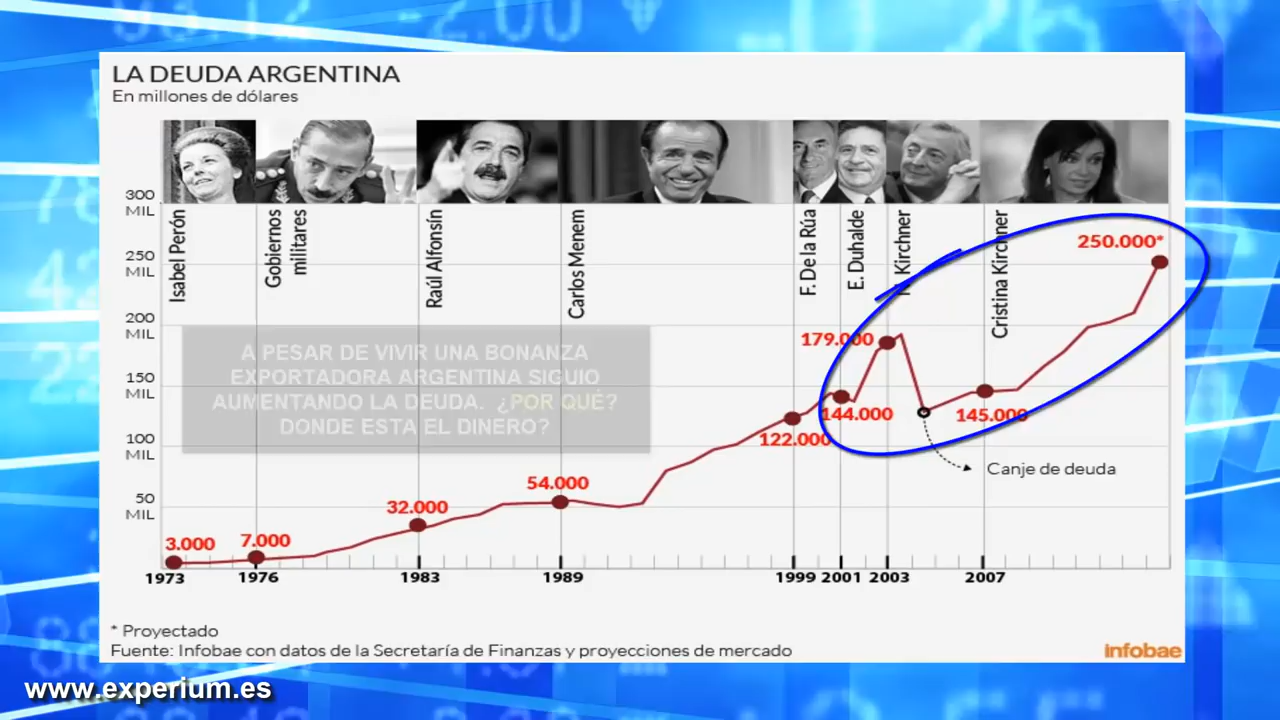 LA DEUDA ARGENTINA
En millones de dólares
300
MIL
250
MIL
200
MIL
150
MIL
100
MIL
50
MIL
Isabel Perón
Gobiernos
militares
Raúl Alfonsín
Carlos Menem
F. De la Rúa
E. Duhalde
N. Kirchner
Cristina Kirchner
250.000*
179.000
144.000
145.000
122.000
54.000
32.000
7.000
3.000
Canje de deuda
A PESAR DE VIVIR UNA BONANZA
EXPORTADORA ARGENTINA SIGUIO
AUMENTANDO LA DEUDA. ¿POR QUÉ?
DONDE ESTA EL DINERO?
1973 1976 1983 1989 1999 2001 2003 2007
* Proyectado
Fuente: Infobae con datos de la Secretaría de Finanzas y proyecciones de mercado
infobae
www.experium.es